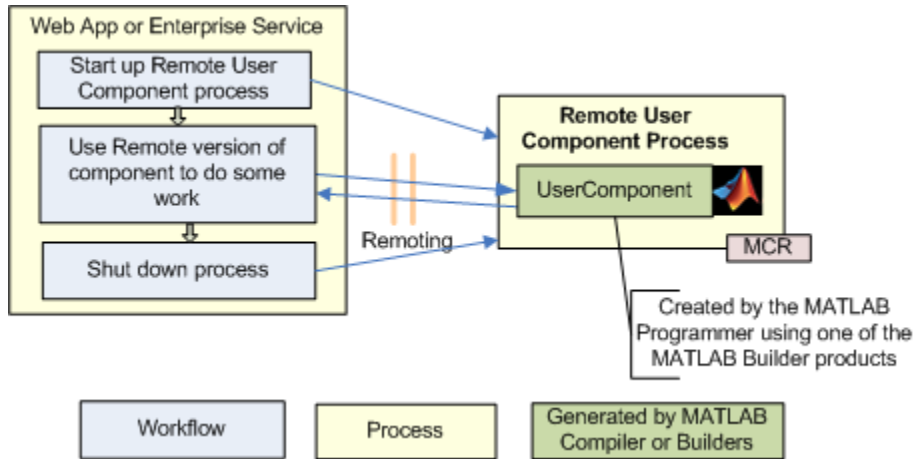 Web App or Enterprise Service
Start up Remote User
Component process
Use Remote version of
component to do some
work
Shut down process
Remoting
Remote User
Component Process
UserComponent
MCR
Created by the MATLAB
Programmer using one of the
MATLAB Builder products
Workflow
Process
Generated by MATLAB
Compiler or Builders